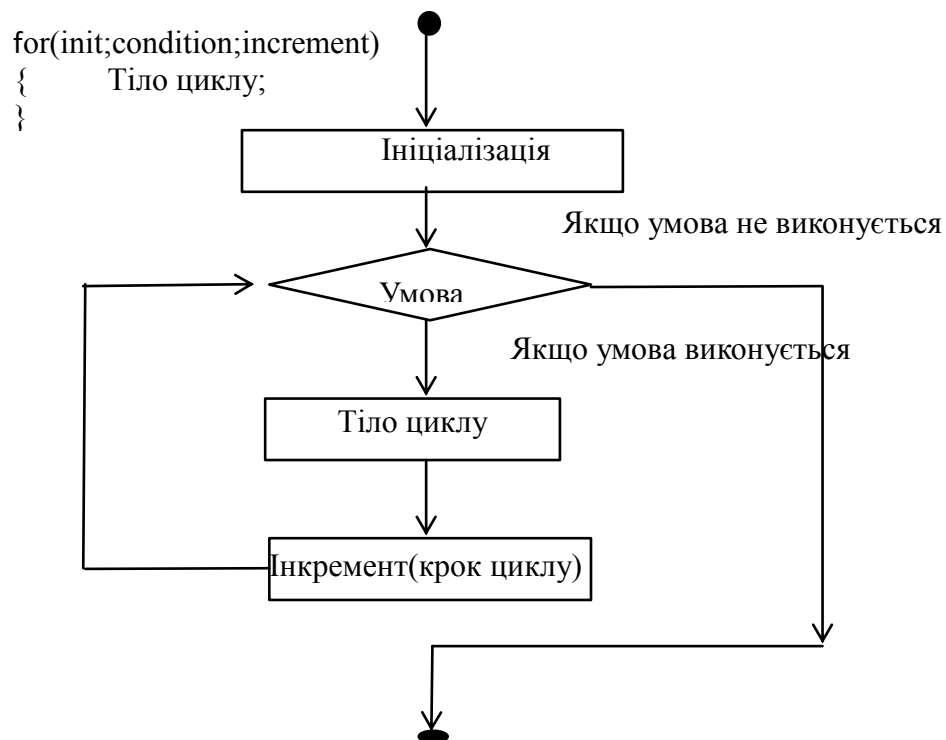 for(init;condition;increment)
{ Тіло циклу;
}
Ініціалізація
Якщо умова не виконується
Умова
Якщо умова виконується
Тіло циклу
Інкремент(крок циклу)